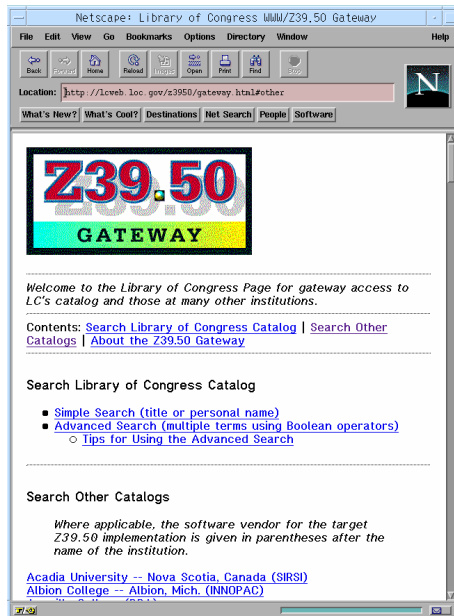 Netscape: Library of Congress WWW/Z39.50 Gateway
File Edit View Go Bookmarks Options Directory Window Help
Back Forward Home Reload Images Open Print Find Stop
N
Location: http://lcweb.loc.gov/z3950/gateway.html#other
What's New? What's Cool? Destinations Net Search People Software
Z39.50
GATEWAY
Welcome to the Library of Congress Page for gateway access to
LC's catalog and those at many other institutions.
Contents: Search Library of Congress Catalog | Search Other
Catalogs | About the Z39.50 Gateway
Search Library of Congress Catalog
Simple Search (title or personal name)
Advanced Search (multiple terms using Boolean operators)
Tips for Using the Advanced Search
Search Other Catalogs
Where applicable, the software vendor for the target
Z39.50 implementation is given in parentheses after the
name of the institution.
Acadia University -- Nova Scotia, Canada (SIRSI)
Albion College -- Albion, Mich. (INNOPAC)